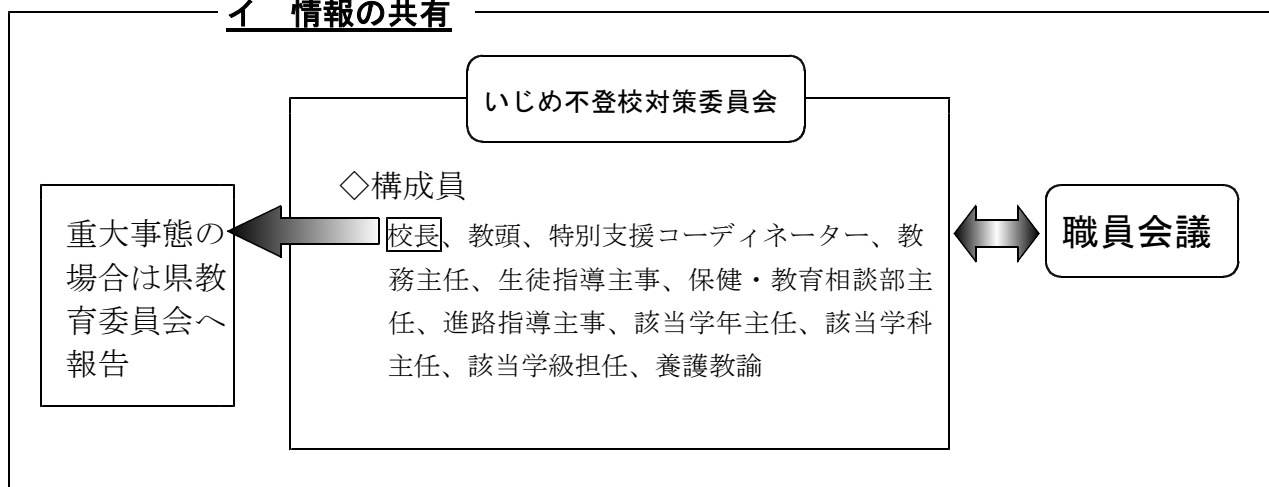 イ 情報の共有
いじめ不登校対策委員会
◇構成員
校長、教頭、特別支援コーディネーター、教
務主任、生徒指導主事、保健・教育相談部主
任、進路指導主事、該当学年主任、該当学科
主任、該当学級担任、養護教諭
重大事態の
場合は県教
育委員会へ
報告
職員会議